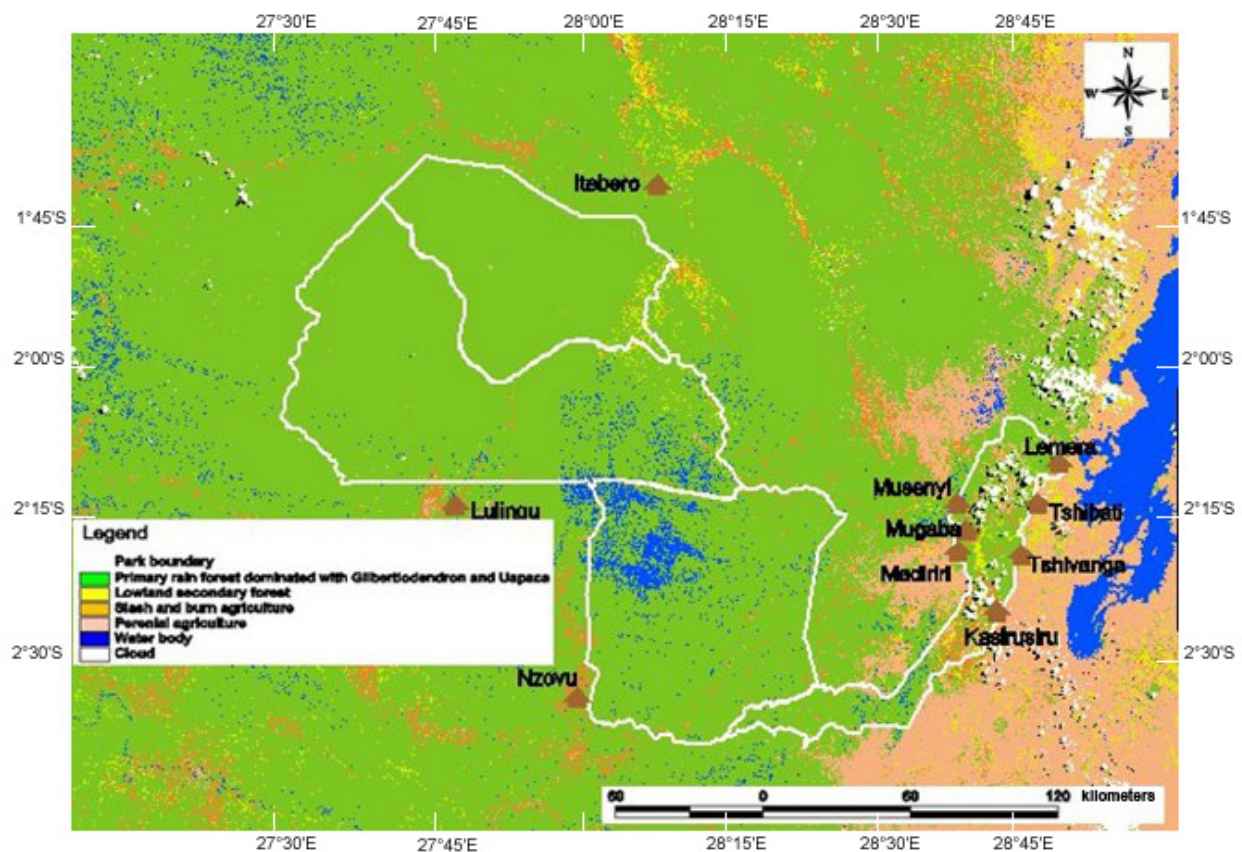 27°30'E 27°45'E 28°00'E 28°15'E 28°30'E 28°45'E
N
W E
S
Itebero
1°45'S 1°45'S
2°00'S 2°00'S
Lemera
Musenyi
2°15'S Lulingu Tshibati 2°15'S
Mugaba
Madiriri Tshivanga
Legend
Park boundary
Primary rain forest dominated with Gilbertiodendron and Uapaca
Lowland secondary forest
Slash and burn agriculture
Perenial agriculture
Water body
Cloud
Kasirusiru
2°30'S 2°30'S
Nzovu
60 0 60 120 kilometers
27°30'E 27°45'E 28°00'E 28°15'E 28°30'E 28°45'E